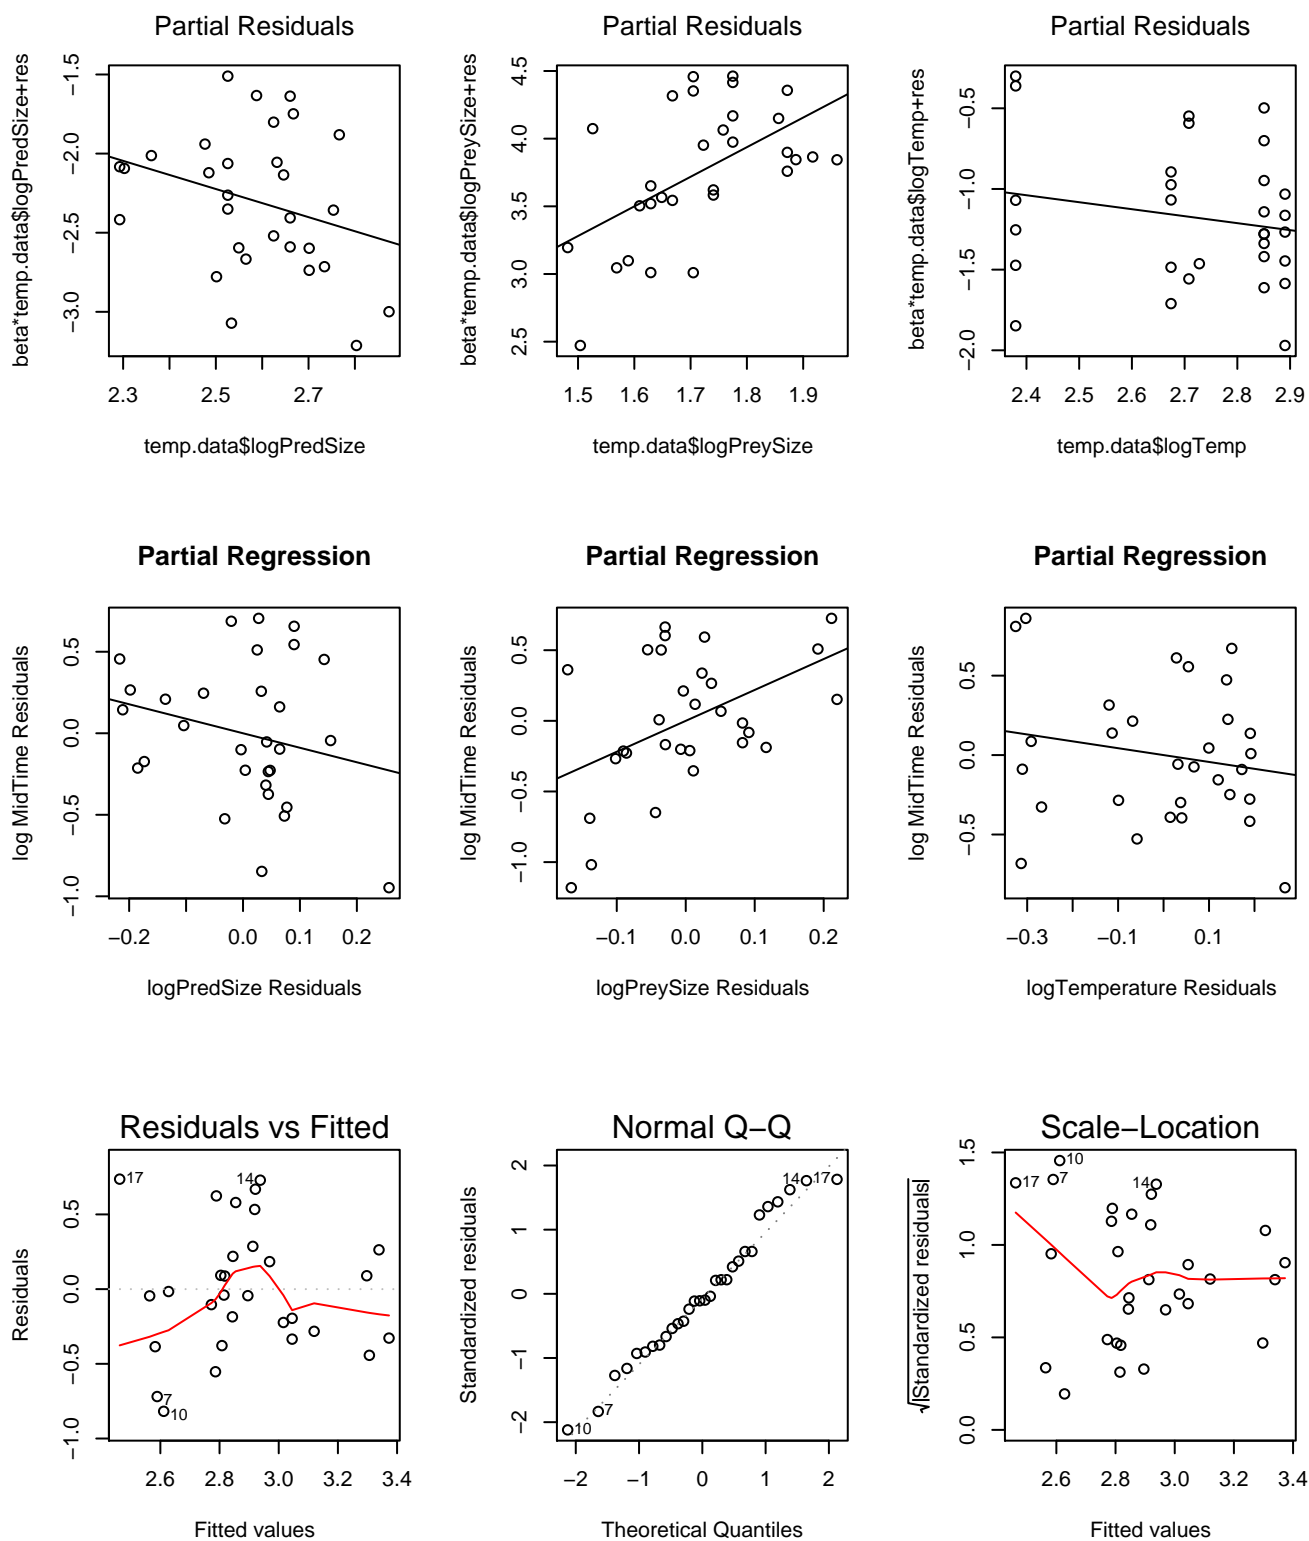 Partial Residuals
beta*temp.data$logPredSize+res
−1.5
−2.0
−2.5
−3.0
2.3 2.5 2.7
temp.data$logPredSize
Partial Residuals
beta*temp.data$logPreySize+res
4.5
4.0
3.5
3.0
2.5
1.5 1.6 1.7 1.8 1.9
temp.data$logPreySize
Partial Residuals
beta*temp.data$logTemp+res
−0.5
−1.0
−1.5
−2.0
2.4 2.5 2.6 2.7 2.8 2.9
temp.data$logTemp
Partial Regression
log MidTime Residuals
0.5
0.0
−0.5
−1.0
−0.2 0.0 0.1 0.2
logPredSize Residuals
Partial Regression
log MidTime Residuals
0.5
0.0
−0.5
−1.0
−0.1 0.0 0.1 0.2
logPreySize Residuals
Partial Regression
log MidTime Residuals
0.5
0.0
−0.5
−0.3 −0.1 0.1
logTemperature Residuals
Residuals vs Fitted
Residuals
0.5
0.0
−0.5
−1.0
17
14
7
10
2.6 2.8 3.0 3.2 3.4
Fitted values
Normal Q−Q
Standardized residuals
2
1
0
−1
−2
14 17
7
10
−2 −1 0 1 2
Theoretical Quantiles
Scale−Location
√|Standardized residuals|
1.5
1.0
0.5
0.0
10
17 7
14
2.6 2.8 3.0 3.2 3.4
Fitted values